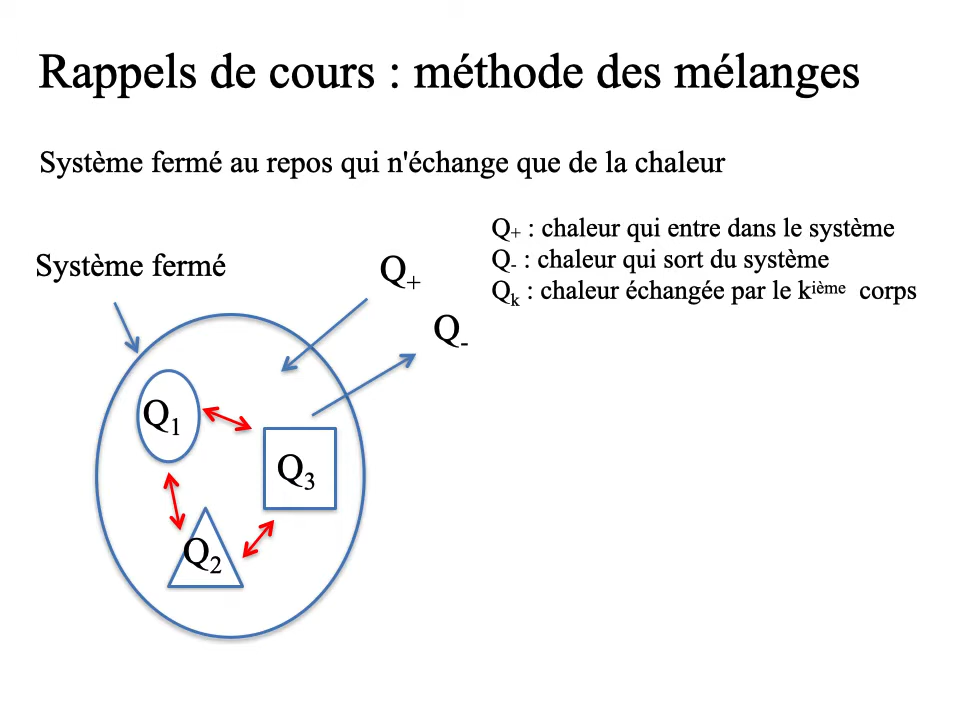 Rappels de cours : méthode des mélanges
Système fermé au repos qui n'échange que de la chaleur
Q+ : chaleur qui entre dans le système
Q- : chaleur qui sort du système
Qk : chaleur échangée par le kième corps
Système fermé
Q+
Q-
Q1
Q3
Q2